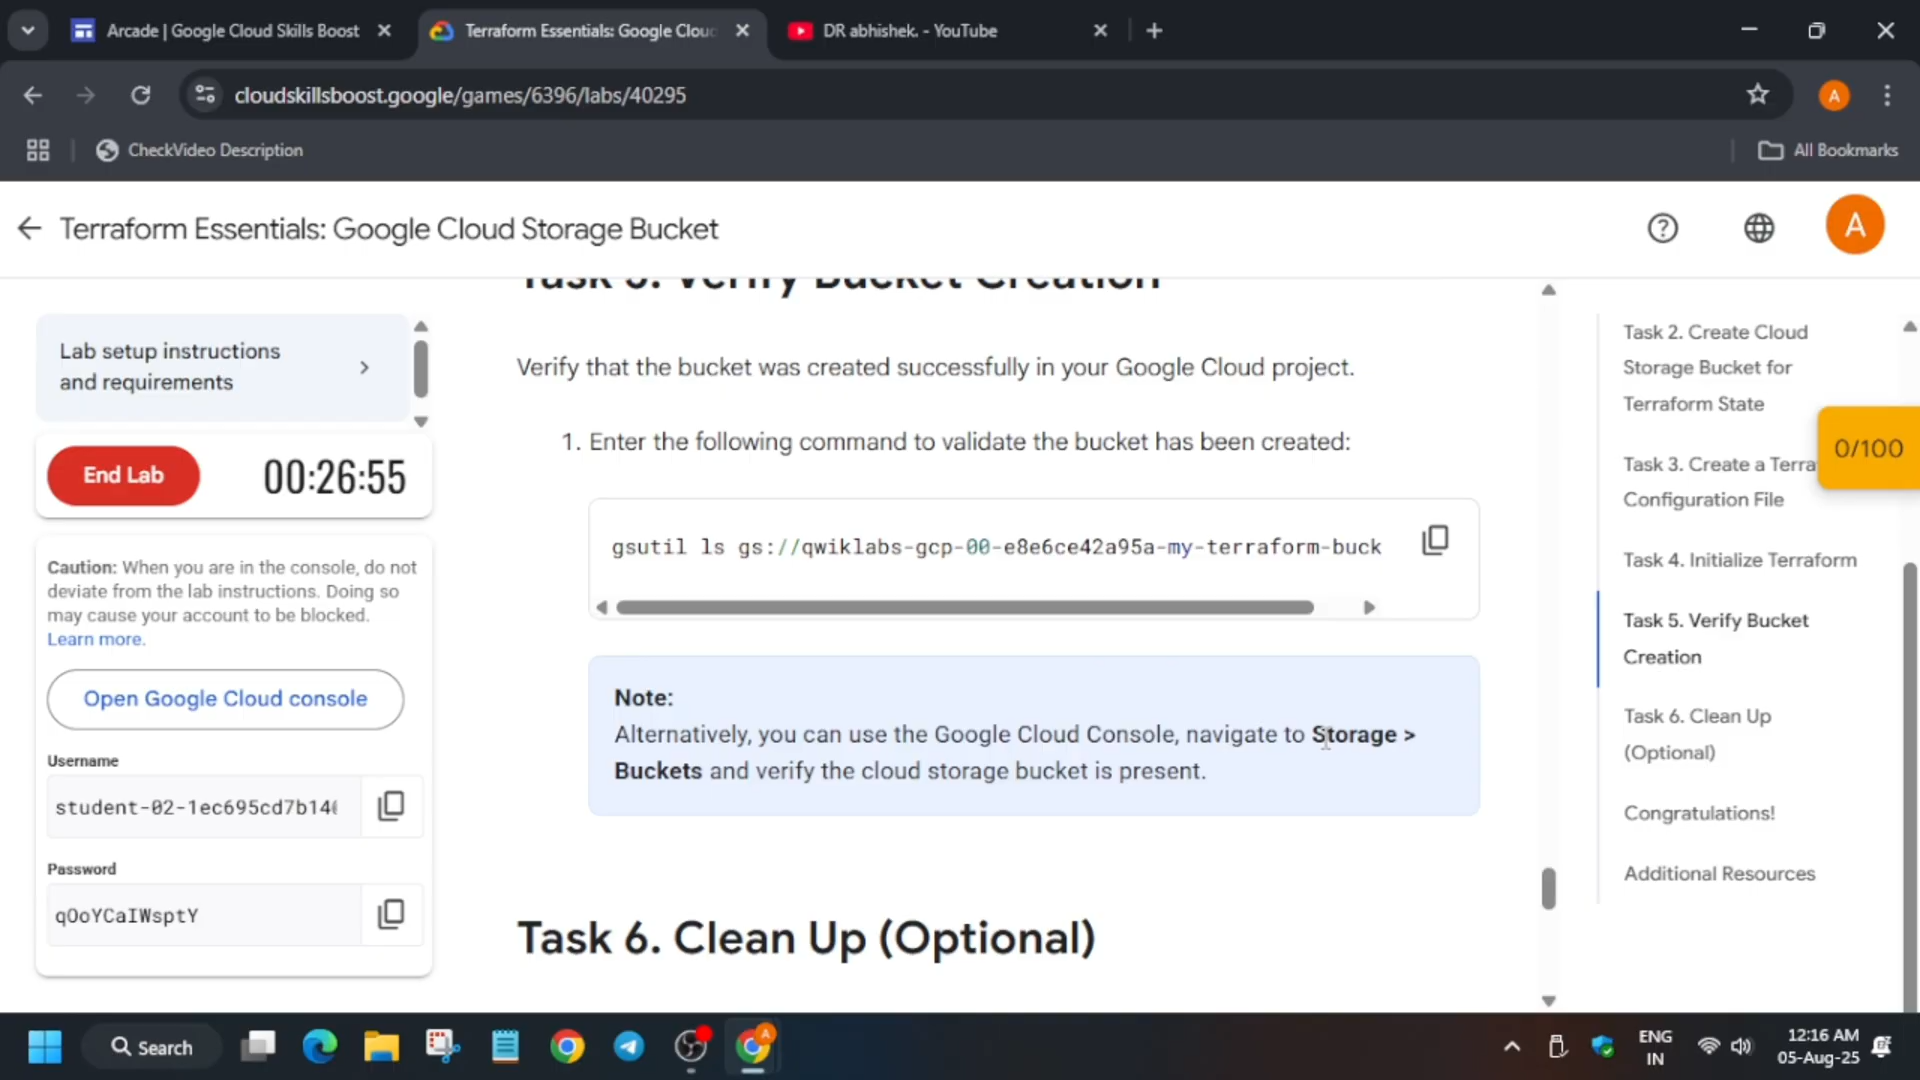 Arcade | Google Cloud Skills Boost
Terraform Essentials: Google Clou
DR abhishek. - YouTube
cloudskillsboost.google/games/6396/labs/40295
A
CheckVideo Description
All Bookmarks
Terraform Essentials: Google Cloud Storage Bucket
A
Lab setup instructions
and requirements
End Lab
00:26:55
Caution: When you are in the console, do not
deviate from the lab instructions. Doing so
may cause your account to be blocked.
Learn more.
Open Google Cloud console
Username
student-02-1ec695cd7b14
Password
qOoYCaIWsptY
Task 5. Verify Bucket Creation
Verify that the bucket was created successfully in your Google Cloud project.
1. Enter the following command to validate the bucket has been created:
gsutil ls gs://qwiklabs-gcp-00-e8e6ce42a95a-my-terraform-buck
Note:
Alternatively, you can use the Google Cloud Console, navigate to Storage >
Buckets and verify the cloud storage bucket is present.
Task 6. Clean Up (Optional)
Task 2. Create Cloud
Storage Bucket for
Terraform State
0/100
Task 3. Create a Terra
Configuration File
Task 4. Initialize Terraform
Task 5. Verify Bucket
Creation
Task 6. Clean Up
(Optional)
Congratulations!
Additional Resources
Search
A
ENG
IN
12:16 AM
05-Aug-25